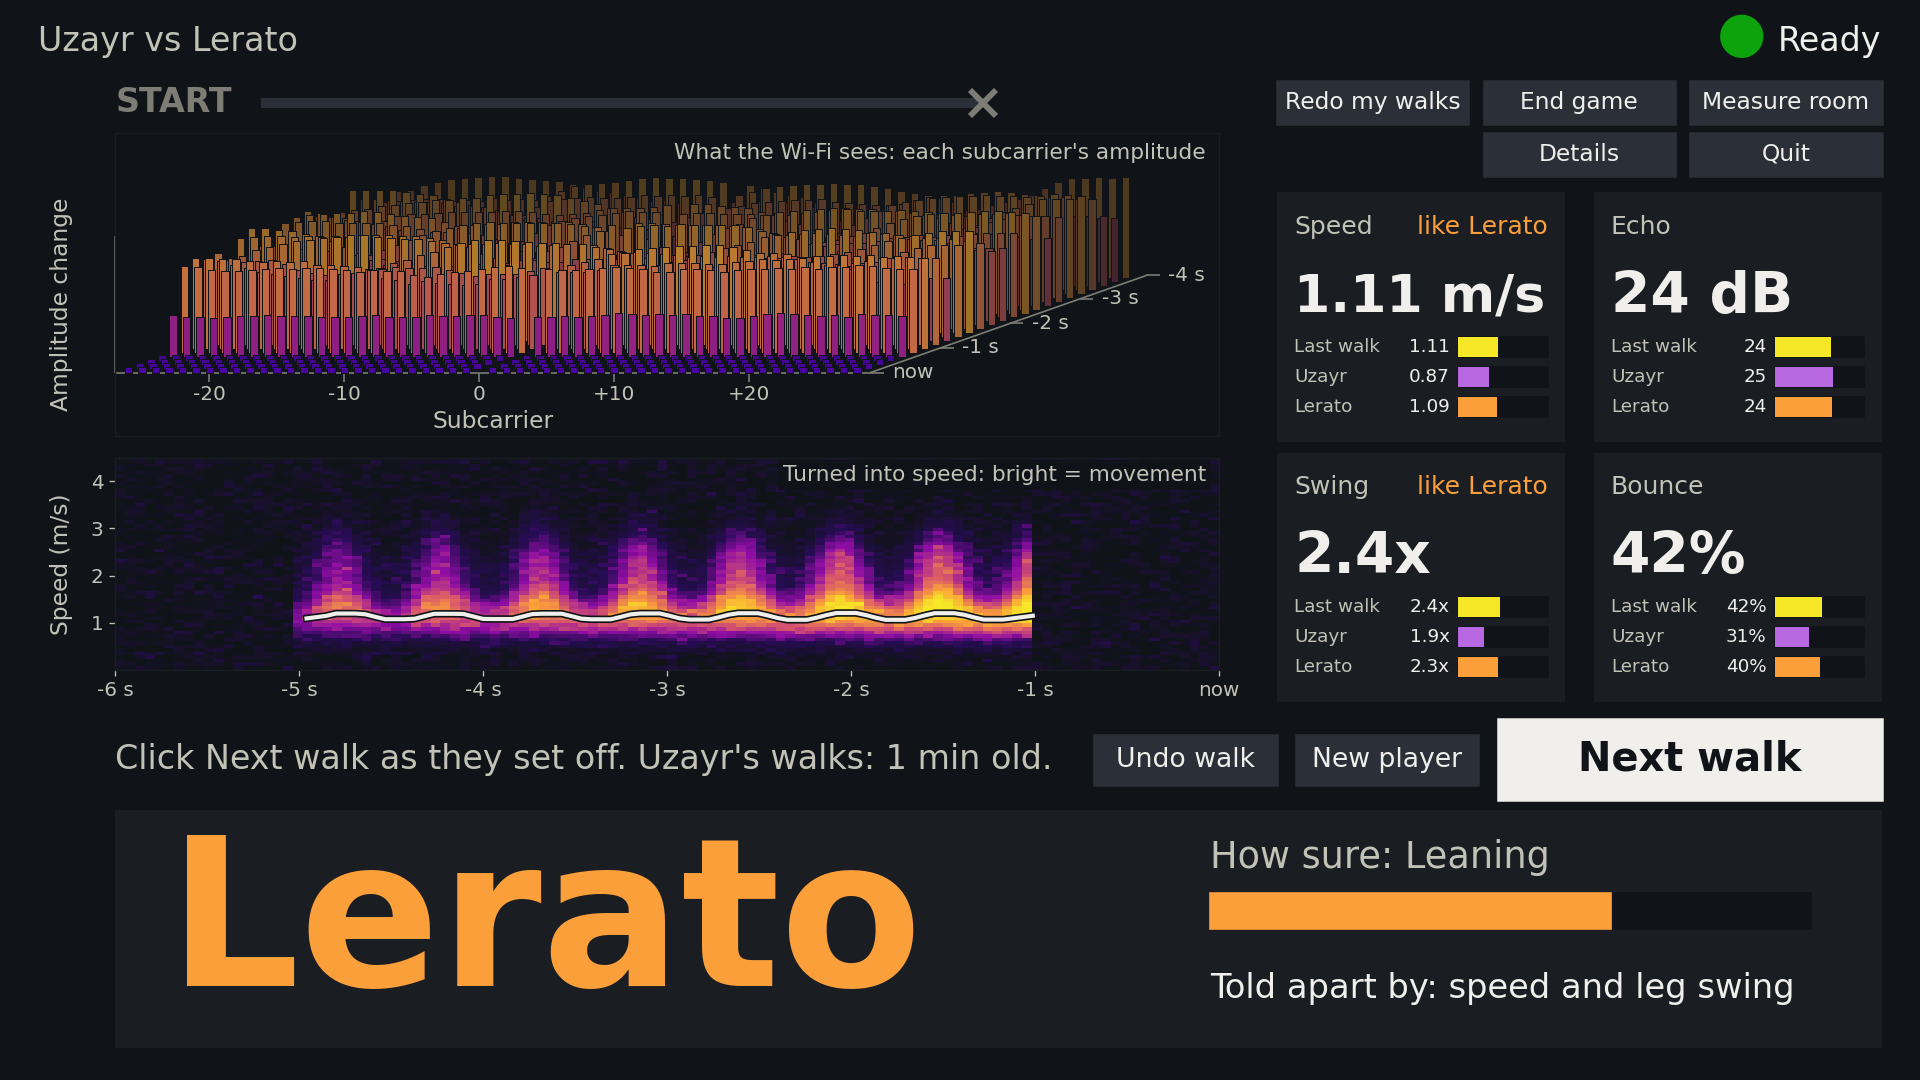 Uzayr vs Lerato
Ready
START
Redo my walks
End game
Measure room
Details
Quit
What the Wi-Fi sees: each subcarrier's amplitude
Amplitude change
-4 s
-3 s
-2 s
-1 s
now
-20
-10
0
+10
+20
Subcarrier
Turned into speed: bright = movement
Speed (m/s)
4
3
2
1
-6 s
-5 s
-4 s
-3 s
-2 s
-1 s
now
Speed
like Lerato
1.11 m/s
Last walk 1.11
Uzayr 0.87
Lerato 1.09
Echo
24 dB
Last walk 24
Uzayr 25
Lerato 24
Swing
like Lerato
2.4x
Last walk 2.4x
Uzayr 1.9x
Lerato 2.3x
Bounce
42%
Last walk 42%
Uzayr 31%
Lerato 40%
Click Next walk as they set off. Uzayr's walks: 1 min old.
Undo walk
New player
Next walk
Lerato
How sure: Leaning
Told apart by: speed and leg swing